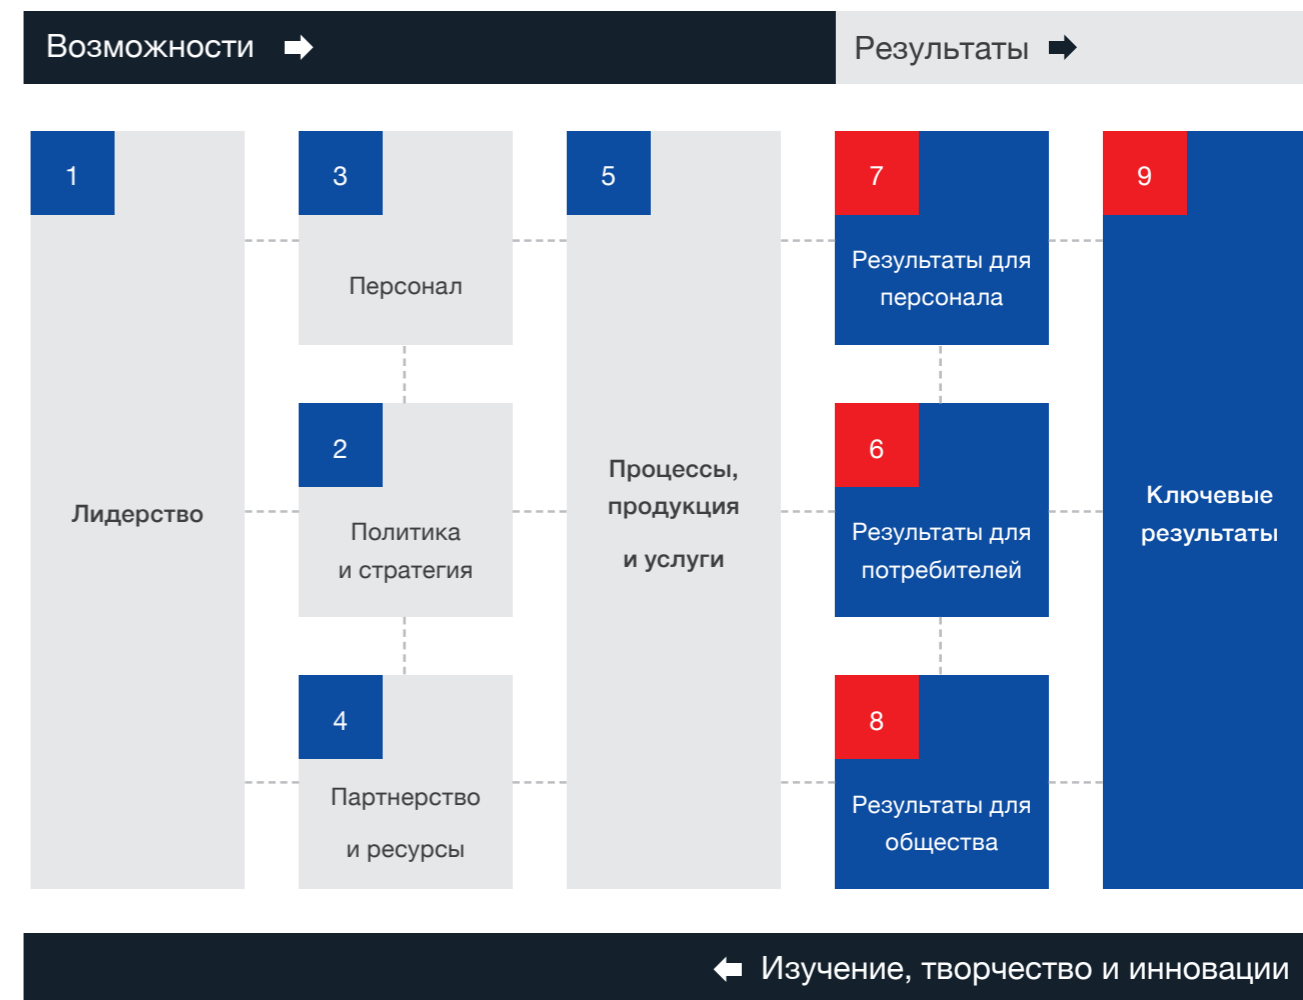 Возможности
Результаты
1
Лидерство
3
Персонал
2
Политика
и стратегия
4
Партнерство
и ресурсы
5
Процессы,
продукция
и услуги
7
Результаты для
персонала
6
Результаты для
потребителей
8
Результаты для
общества
9
Ключевые
результаты
Изучение, творчество и инновации